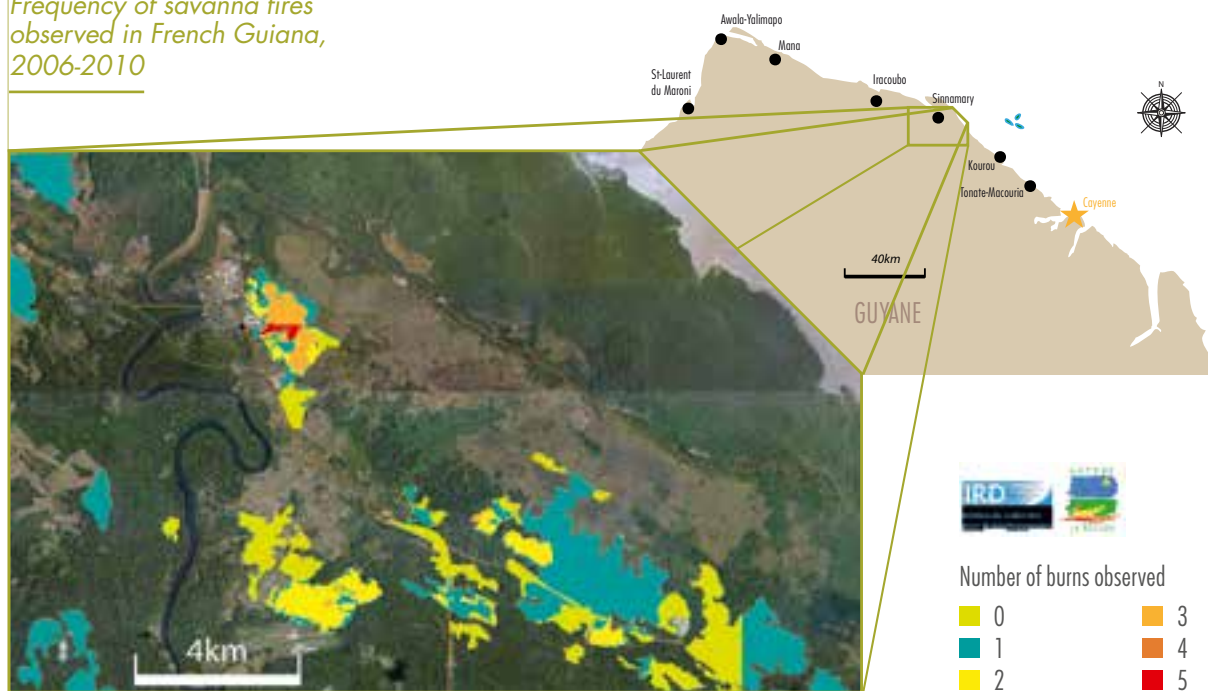 Frequency of savanna fires
observed in French Guiana,
2006-2010
Awala-Yalimapo
Mana
St-Laurent
du Maroni
Iracoubo
Sinnamary
N
Kourou
Tonate-Macouria
Cayenne
40km
GUYANE
4km
IRD
Number of burns observed
0
1
2
3
4
5